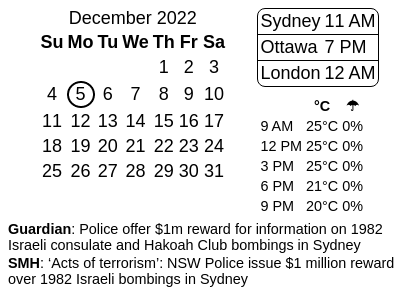 December 2022
Su Mo Tu We Th Fr Sa
1 2 3
4 5 6 7 8 9 10
11 12 13 14 15 16 17
18 19 20 21 22 23 24
25 26 27 28 29 30 31
Sydney 11 AM
Ottawa 7 PM
London 12 AM
°C ☂
9 AM 25°C 0%
12 PM 25°C 0%
3 PM 25°C 0%
6 PM 21°C 0%
9 PM 20°C 0%
Guardian: Police offer $1m reward for information on 1982
Israeli consulate and Hakoah Club bombings in Sydney
SMH: ‘Acts of terrorism’: NSW Police issue $1 million reward
over 1982 Israeli bombings in Sydney